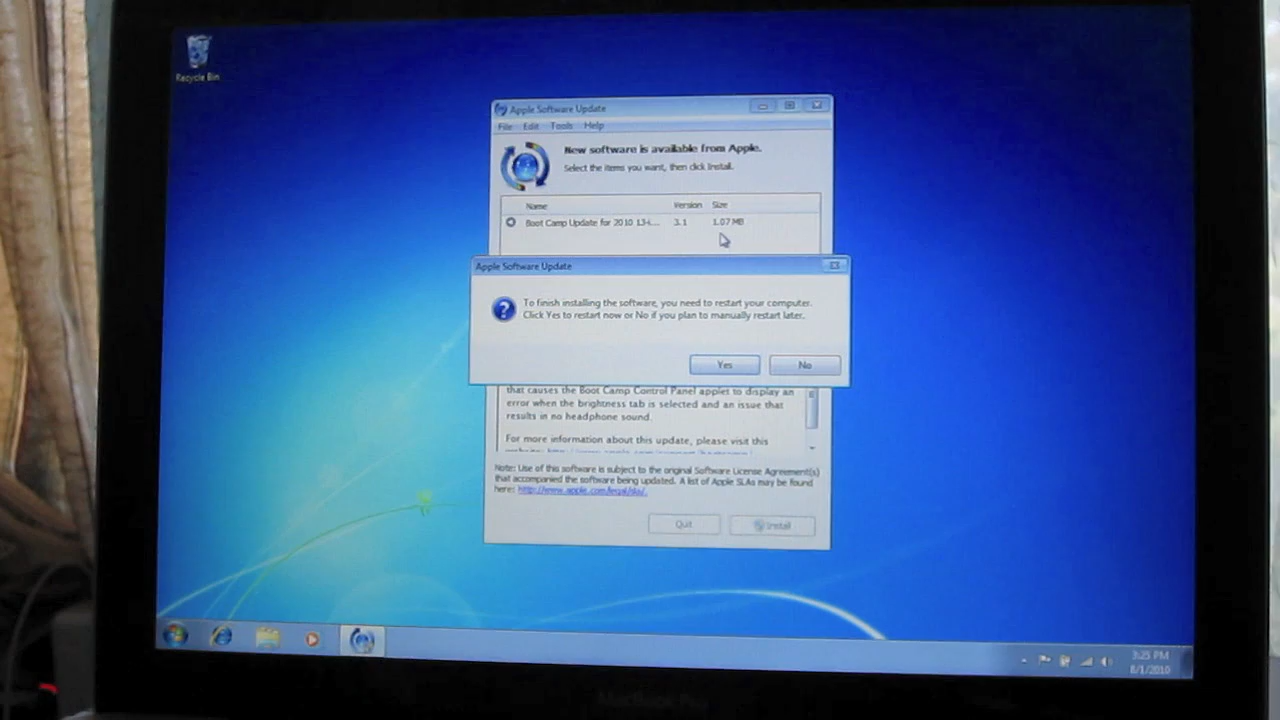 Recycle Bin
Apple Software Update
File Edit Tools Help
New software is available from Apple.
Select the items you want, then click Install.
Name Version Size
Boot Camp Update for 2010 13-i... 3.1 1.07 MB
Apple Software Update
To finish installing the software, you need to restart your computer.
Click Yes to restart now or No if you plan to manually restart later.
Yes No
that causes the Boot Camp Control Panel applet to display an
error when the brightness tab is selected and an issue that
results in no headphone sound.
For more information about this update, please visit this
Note: Use of this software is subject to the original Software License Agreement(s)
that accompanied the software being updated. A list of Apple SLAs may be found
here: http://www.apple.com/legal/sla/.
Quit Install
3:25 PM
8/1/2010
MacBook Pro